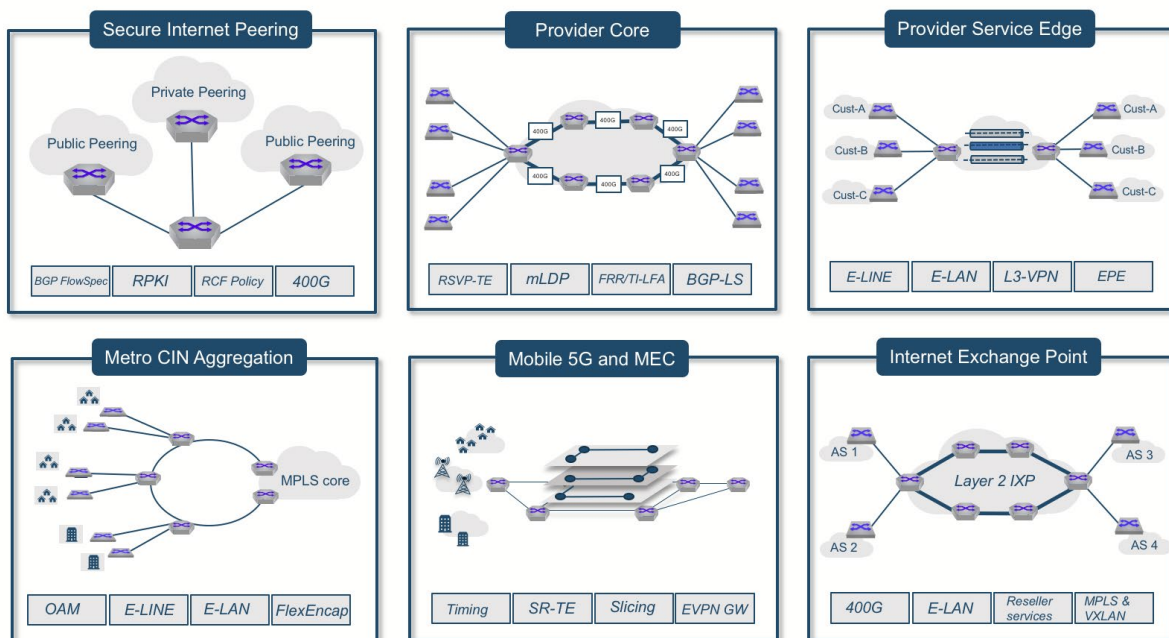 Secure Internet Peering
Private Peering
Public Peering
Public Peering
BGP FlowSpec
RPKI
RCF Policy
400G
Provider Core
400G
400G
400G
400G
400G
400G
RSVP-TE
mLDP
FRR/TI-LFA
BGP-LS
Provider Service Edge
Cust-A
Cust-A
Cust-B
Cust-B
Cust-C
Cust-C
E-LINE
E-LAN
L3-VPN
EPE
Metro CIN Aggregation
MPLS core
OAM
E-LINE
E-LAN
FlexEncap
Mobile 5G and MEC
Timing
SR-TE
Slicing
EVPN GW
Internet Exchange Point
AS 1
AS 3
Layer 2 IXP
AS 2
AS 4
400G
E-LAN
Reseller
services
MPLS &
VXLAN